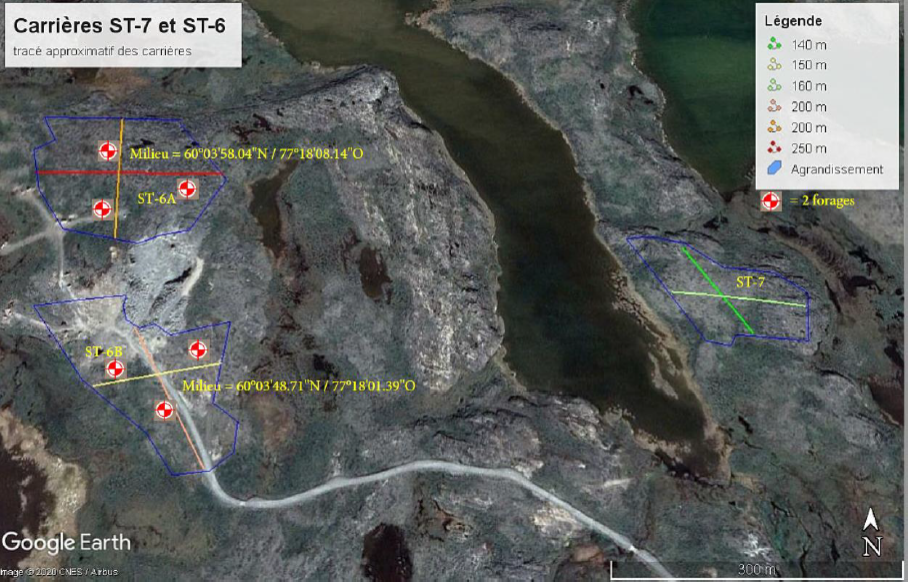 Carrières ST-7 et ST-6
tracé approximatif des carrières
Légende
140 m
150 m
160 m
200 m
200 m
250 m
Agrandissement
= 2 forages
Milieu = 60°03'58.04"N / 77°18'08.14"O
ST-6A
ST-7
ST-6B
Milieu = 60°03'48.71"N / 77°18'01.39"O
Google Earth
Image © 2020 CNES / Airbus
N
300 m